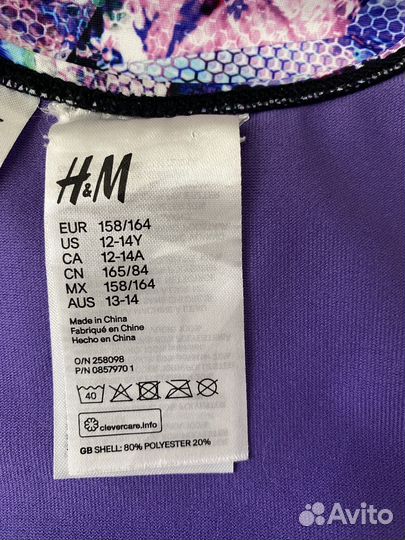 H&M
EUR 158/164
US 12-14Y
CA 12-14A
CN 165/84
MX 158/164
AUS 13-14
Made in China
Fabriqué en Chine
Hecho en China
O/N 258098
P/N 0857970 1
40
clevercare.info
GB SHELL: 80% POLYESTER 20%
Avito